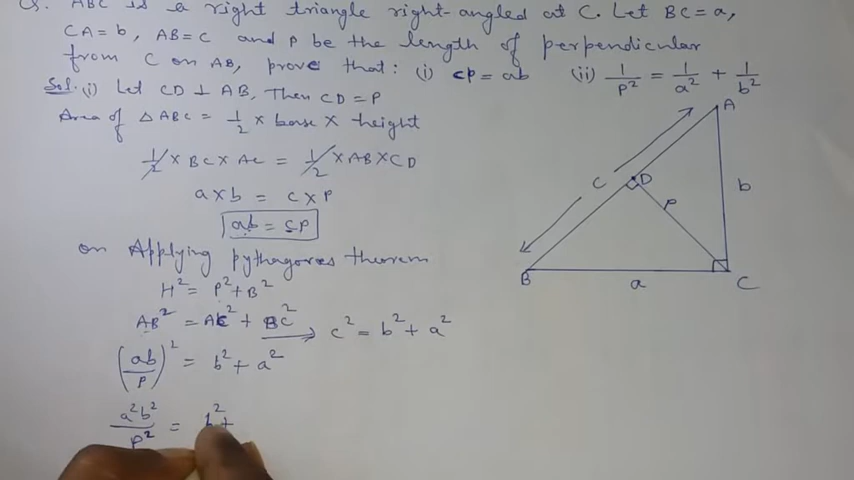 Q. ABC is a right triangle right-angled at C. Let BC = a,
CA = b, AB = c and p be the length of perpendicular
from C on AB, prove that: (i) cp = ab (ii) 1/p² = 1/a² + 1/b²
Sol. (i) Let CD ⊥ AB, Then CD = P
Area of △ ABC = 1/2 × base × height
1/2 × BC × AC = 1/2 × AB × CD
a × b = c × P
ab = cP
on Applying pythagores theorem
H² = P² + B²
AB² = AC² + BC² → c² = b² + a²
(ab/P)² = b² + a²
a²b²/P² = b² +
A
D
c
b
P
B
a
C